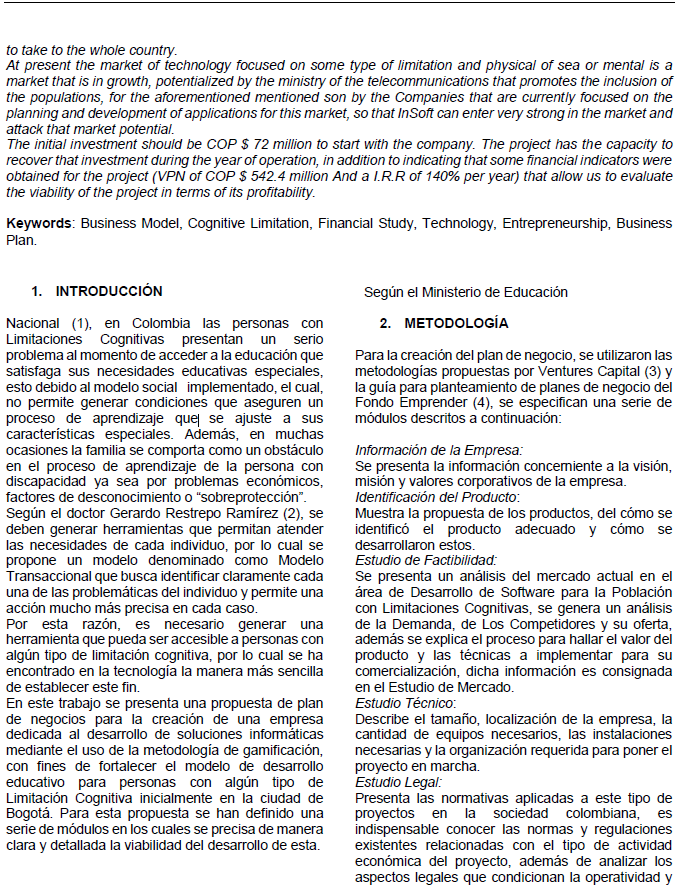 to take to the whole country.
At present the market of technology focused on some type of limitation and physical of sea or mental is a
market that is in growth, potentialized by the ministry of the telecommunications that promotes the inclusion of
the populations, for the aforementioned mentioned son by the Companies that are currently focused on the
planning and development of applications for this market, so that InSoft can enter very strong in the market and
attack that market potential.
The initial investment should be COP $ 72 million to start with the company. The project has the capacity to
recover that investment during the year of operation, in addition to indicating that some financial indicators were
obtained for the project (VPN of COP $ 542.4 million And a I.R.R of 140% per year) that allow us to evaluate
the viability of the project in terms of its profitability.
Keywords: Business Model, Cognitive Limitation, Financial Study, Technology, Entrepreneurship, Business
Plan.
1. INTRODUCCIÓN
Nacional (1), en Colombia las personas con
Limitaciones Cognitivas presentan un serio
problema al momento de acceder a la educación que
satisfaga sus necesidades educativas especiales,
esto debido al modelo social implementado, el cual,
no permite generar condiciones que aseguren un
proceso de aprendizaje que se ajuste a sus
características especiales. Además, en muchas
ocasiones la familia se comporta como un obstáculo
en el proceso de aprendizaje de la persona con
discapacidad ya sea por problemas económicos,
factores de desconocimiento o “sobreprotección”.
Según el doctor Gerardo Restrepo Ramírez (2), se
deben generar herramientas que permitan atender
las necesidades de cada individuo, por lo cual se
propone un modelo denominado como Modelo
Transaccional que busca identificar claramente cada
una de las problemáticas del individuo y permite una
acción mucho más precisa en cada caso.
Por esta razón, es necesario generar una
herramienta que pueda ser accesible a personas con
algún tipo de limitación cognitiva, por lo cual se ha
encontrado en la tecnología la manera más sencilla
de establecer este fin.
En este trabajo se presenta una propuesta de plan
de negocios para la creación de una empresa
dedicada al desarrollo de soluciones informáticas
mediante el uso de la metodología de gamificación,
con fines de fortalecer el modelo de desarrollo
educativo para personas con algún tipo de
Limitación Cognitiva inicialmente en la ciudad de
Bogotá. Para esta propuesta se han definido una
serie de módulos en los cuales se precisa de manera
clara y detallada la viabilidad del desarrollo de esta.
Según el Ministerio de Educación
2. METODOLOGÍA
Para la creación del plan de negocio, se utilizaron las
metodologías propuestas por Ventures Capital (3) y
la guía para planteamiento de planes de negocio del
Fondo Emprender (4), se especifican una serie de
módulos descritos a continuación:
Información de la Empresa:
Se presenta la información concerniente a la visión,
misión y valores corporativos de la empresa.
Identificación del Producto:
Muestra la propuesta de los productos, del cómo se
identificó el producto adecuado y cómo se
desarrollaron estos.
Estudio de Factibilidad:
Se presenta un análisis del mercado actual en el
área de Desarrollo de Software para la Población
con Limitaciones Cognitivas, se genera un análisis
de la Demanda, de Los Competidores y su oferta,
además se explica el proceso para hallar el valor del
producto y las técnicas a implementar para su
comercialización, dicha información es consignada
en el Estudio de Mercado.
Estudio Técnico:
Describe el tamaño, localización de la empresa, la
cantidad de equipos necesarios, las instalaciones
necesarias y la organización requerida para poner el
proyecto en marcha.
Estudio Legal:
Presenta las normativas aplicadas a este tipo de
proyectos en la sociedad colombiana, es
indispensable conocer las normas y regulaciones
existentes relacionadas con el tipo de actividad
económica del proyecto, además de analizar los
aspectos legales que condicionan la operatividad y